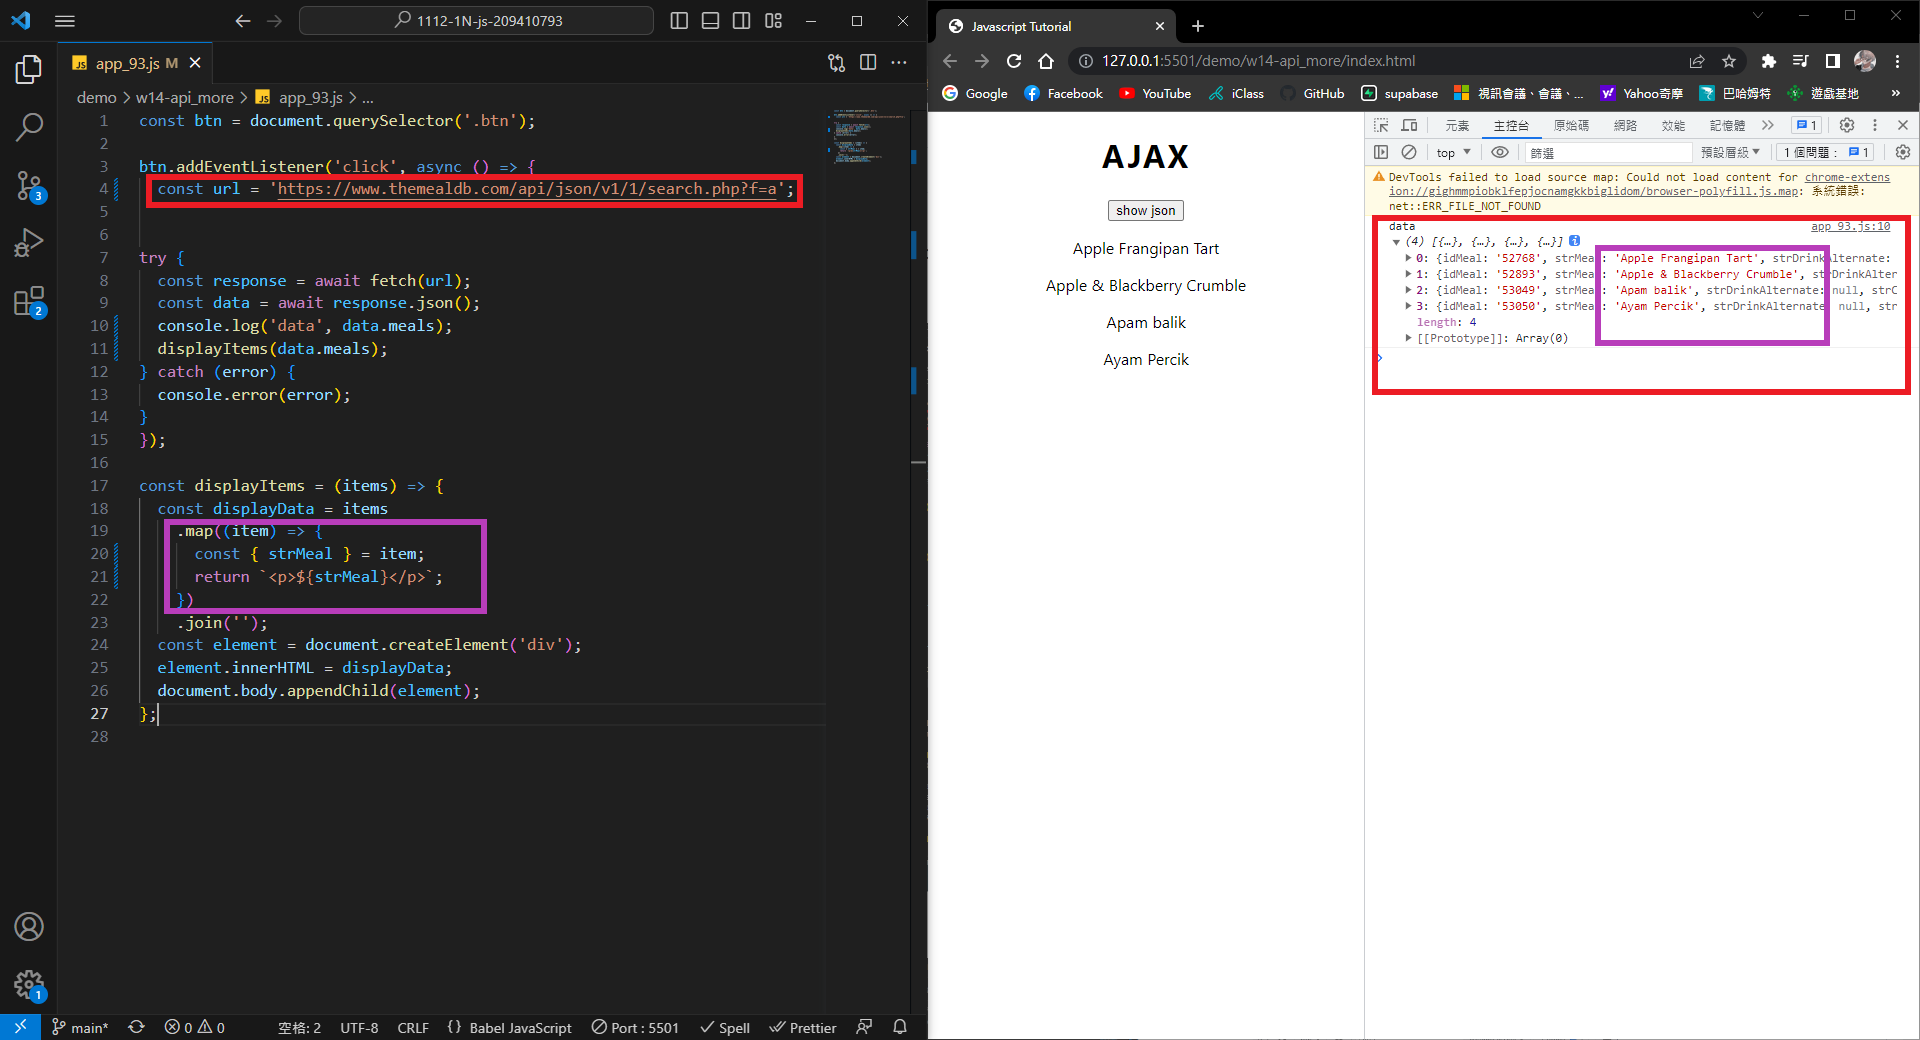 1112-1N-js-209410793
JS app_93.js M
demo > w14-api_more > JS app_93.js > ...
1 const btn = document.querySelector('.btn');
2
3 btn.addEventListener('click', async () => {
4 const url = 'https://www.themealdb.com/api/json/v1/1/search.php?f=a';
5
6
7 try {
8 const response = await fetch(url);
9 const data = await response.json();
10 console.log('data', data.meals);
11 displayItems(data.meals);
12 } catch (error) {
13 console.error(error);
14 }
15 });
16
17 const displayItems = (items) => {
18 const displayData = items
19 .map((item) => {
20 const { strMeal } = item;
21 return `<p>${strMeal}</p>`;
22 })
23 .join('');
24 const element = document.createElement('div');
25 element.innerHTML = displayData;
26 document.body.appendChild(element);
27 };
28
3
2
1
main* 0 0 空格: 2 UTF-8 CRLF {} Babel JavaScript Port : 5501 Spell Prettier
Javascript Tutorial
127.0.0.1:5501/demo/w14-api_more/index.html
Google Facebook YouTube iClass GitHub supabase 視訊會議、會議、... Yahoo奇摩 巴哈姆特 遊戲基地 »
AJAX
show json
Apple Frangipan Tart
Apple & Blackberry Crumble
Apam balik
Ayam Percik
元素 主控台 原始碼 網路 效能 記憶體 1
top 篩選 預設層級 1 個問題： 1
DevTools failed to load source map: Could not load content for chrome-extens
ion://gighmmpiobklfepjocnamgkkbiglidom/browser-polyfill.js.map: 系統錯誤:
net::ERR_FILE_NOT_FOUND
data app_93.js:10
(4) [{…}, {…}, {…}, {…}]
0: {idMeal: '52768', strMea : 'Apple Frangipan Tart', strDrink Alternate:
1: {idMeal: '52893', strMea : 'Apple & Blackberry Crumble', strDrinkAlter
2: {idMeal: '53049', strMea : 'Apam balik', strDrinkAlternate: null, strC
3: {idMeal: '53050', strMea : 'Ayam Percik', strDrinkAlternate null, str
length: 4
[[Prototype]]: Array(0)